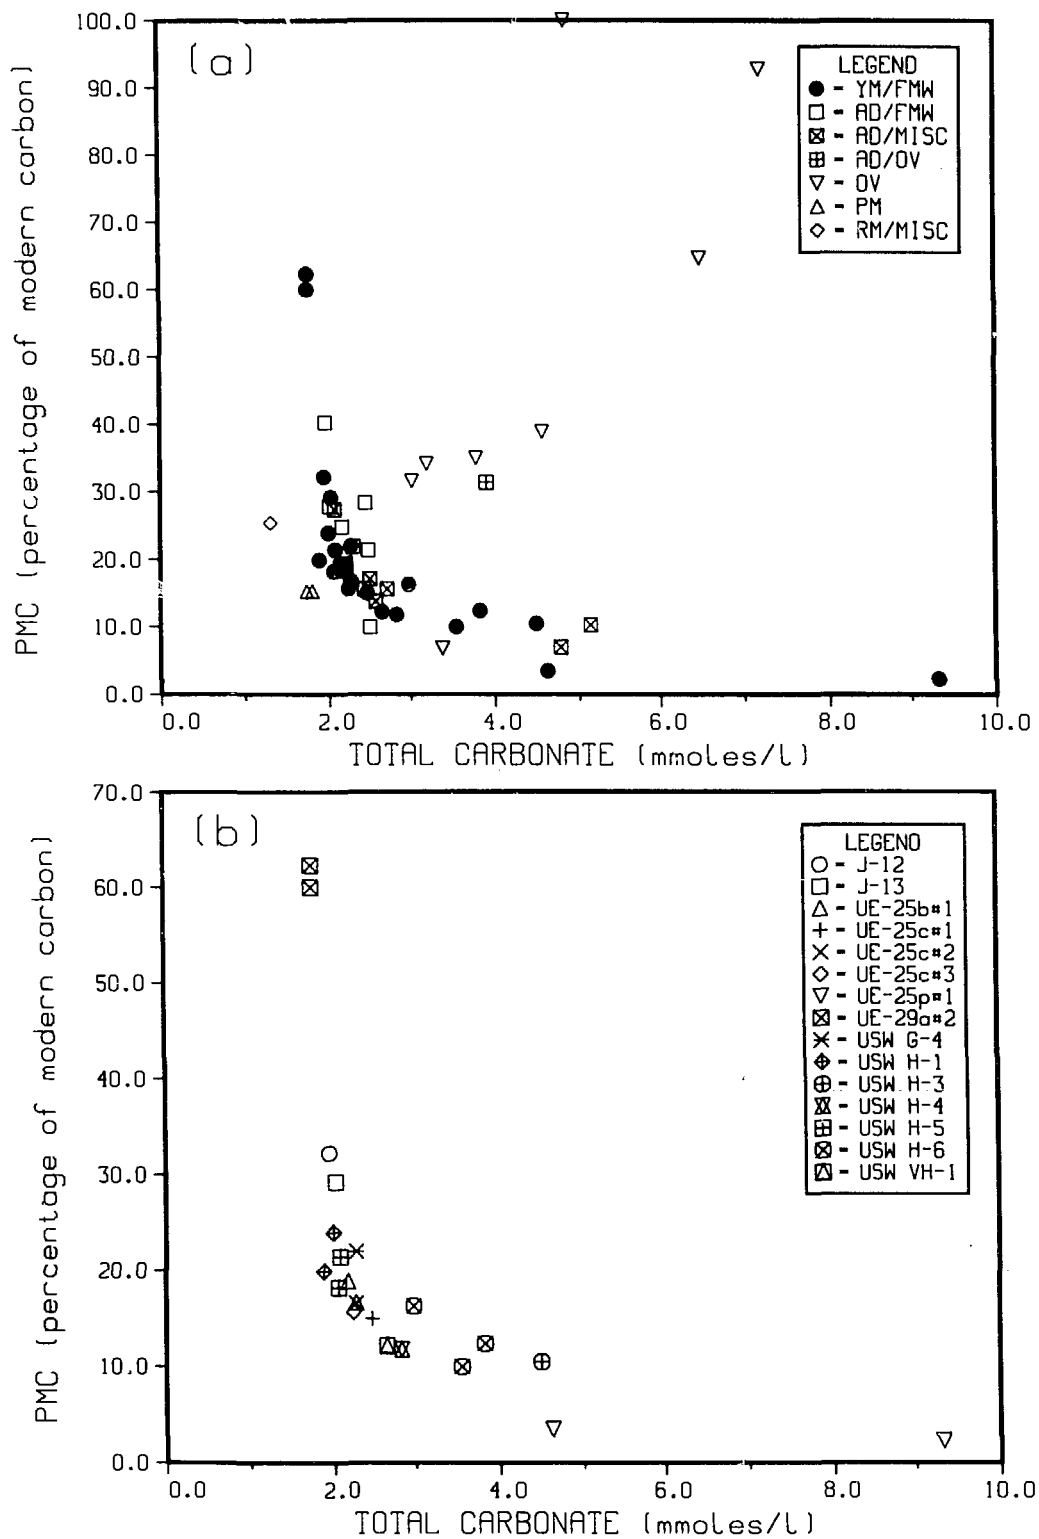 (a)
PMC (percentage of modern carbon)
100.0
90.0
80.0
70.0
60.0
50.0
40.0
30.0
20.0
10.0
0.0
LEGEND
● - YM/FMW
□ - AD/FMW
⊠ - AD/MISC
⊞ - AD/OV
▽ - OV
△ - PM
◇ - RM/MISC
0.0 2.0 4.0 6.0 8.0 10.0
TOTAL CARBONATE (mmoles/l)
(b)
PMC (percentage of modern carbon)
70.0
60.0
50.0
40.0
30.0
20.0
10.0
0.0
LEGEND
- J-12
- J-13
- UE-25b#1
- UE-25c#1
- UE-25c#2
- UE-25c#3
- UE-25p#1
- UE-29a#2
- USW G-4
- USW H-1
- USW H-3
- USW H-4
- USW H-5
- USW H-6
- USW VH-1
0.0 2.0 4.0 6.0 8.0 10.0
TOTAL CARBONATE (mmoles/l)